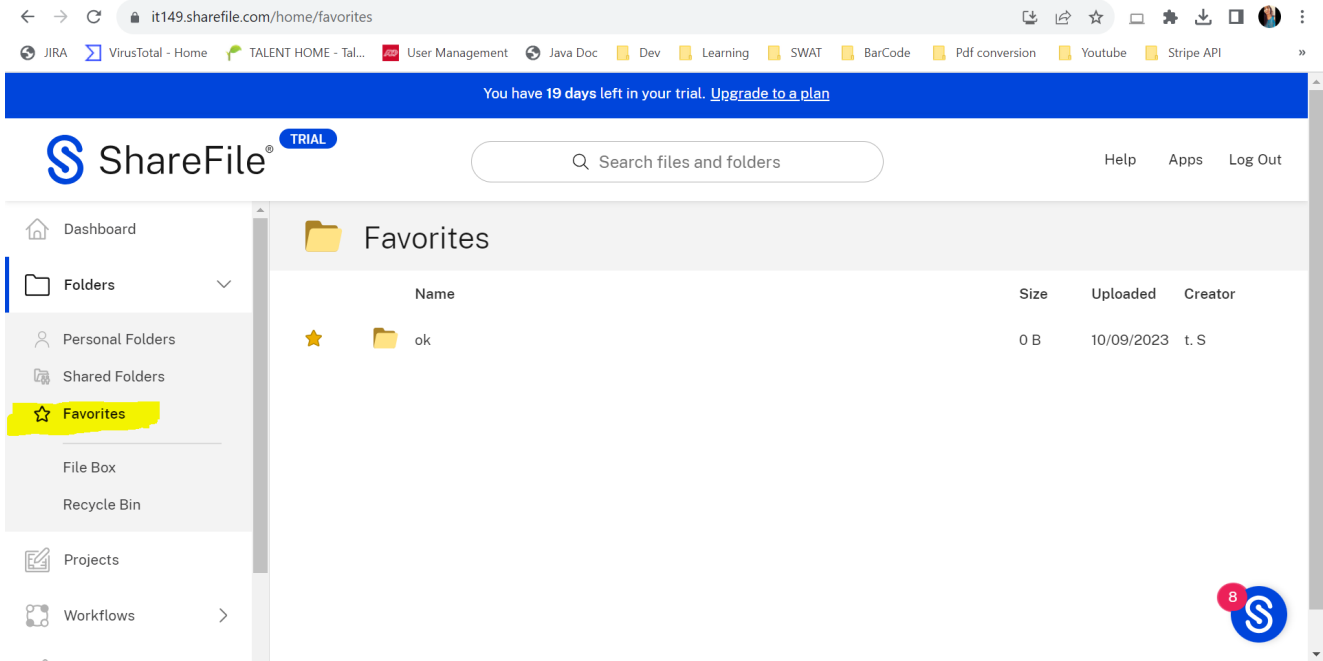 it149.sharefile.com/home/favorites
JIRA VirusTotal - Home TALENT HOME - Tal... ADP User Management Java Doc Dev Learning SWAT BarCode Pdf conversion Youtube Stripe API »
You have 19 days left in your trial. Upgrade to a plan
ShareFile® TRIAL
Search files and folders
Help Apps Log Out
Dashboard
Folders
Personal Folders
Shared Folders
Favorites
File Box
Recycle Bin
Projects
Workflows
Favorites
Name Size Uploaded Creator
ok 0 B 10/09/2023 t. S
8